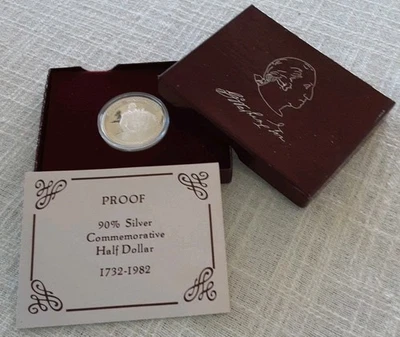 PROOF
90% Silver
Commemorative
Half Dollar
1732-1982